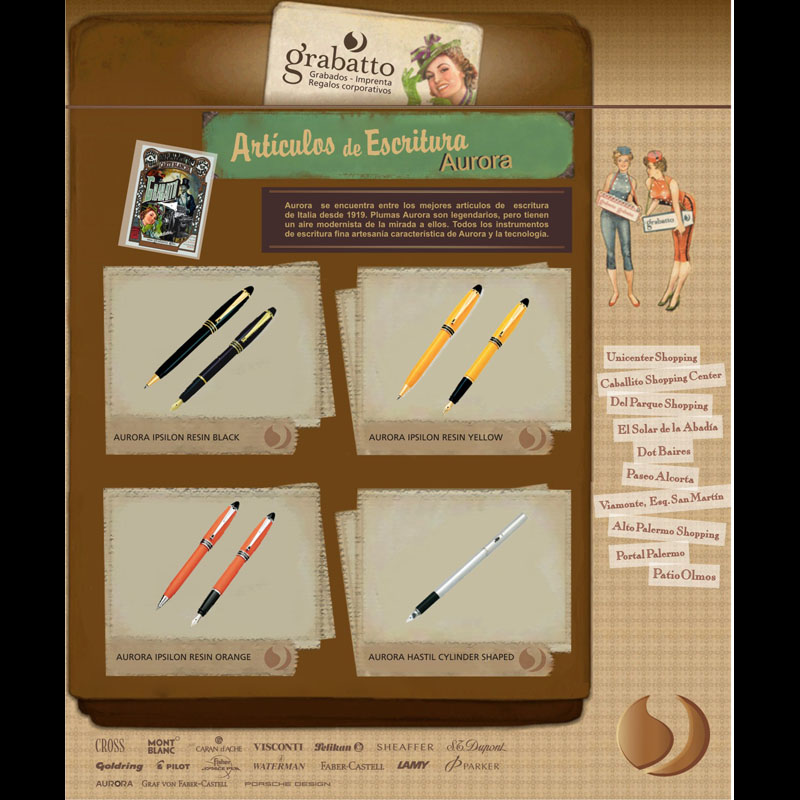 grabatto
Grabados - Imprenta
Regalos corporativos
Artículos de Escritura
Aurora
Aurora se encuentra entre los mejores articulos de escritura
de Italia desde 1919. Plumas Aurora son legendarios, pero tienen
un aire modernista de la mirada a ellos. Todos los instrumentos
de escritura fina artesanía característica de Aurora y la tecnología.
grabatto
AURORA IPSILON RESIN BLACK
AURORA IPSILON RESIN YELLOW
AURORA IPSILON RESIN ORANGE
AURORA HASTIL CYLINDER SHAPED
Unicenter Shopping
Caballito Shopping Center
Del Parque Shopping
El Solar de la Abadía
Dot Baires
Paseo Alcorta
Viamonte, Esq. San Martín
Alto Palermo Shopping
Portal Palermo
Patio Olmos
CROSS MONT BLANC CARAN d'ACHE VISCONTI Pelikan SHEAFFER S.T. Dupont
Goldring PILOT Fisher SPACE PEN WATERMAN FABER-CASTELL LAMY PARKER
AURORA GRAF VON FABER-CASTELL PORSCHE DESIGN